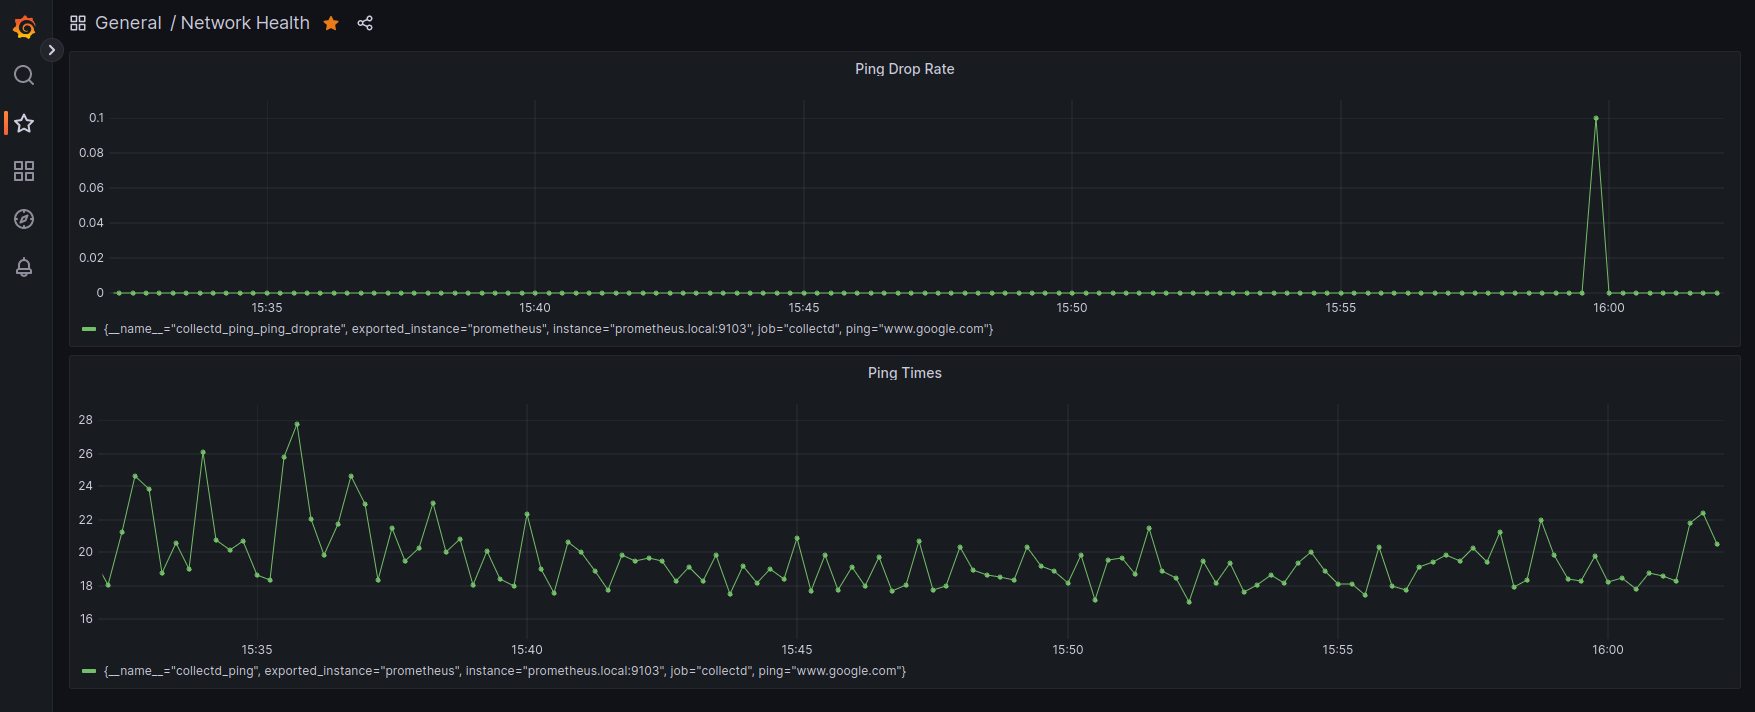 General / Network Health
Ping Drop Rate
0.1
0.08
0.06
0.04
0.02
0
15:35 15:40 15:45 15:50 15:55 16:00
{__name__="collectd_ping_ping_droprate", exported_instance="prometheus", instance="prometheus.local:9103", job="collectd", ping="www.google.com"}
Ping Times
28
26
24
22
20
18
16
15:35 15:40 15:45 15:50 15:55 16:00
{__name__="collectd_ping", exported_instance="prometheus", instance="prometheus.local:9103", job="collectd", ping="www.google.com"}